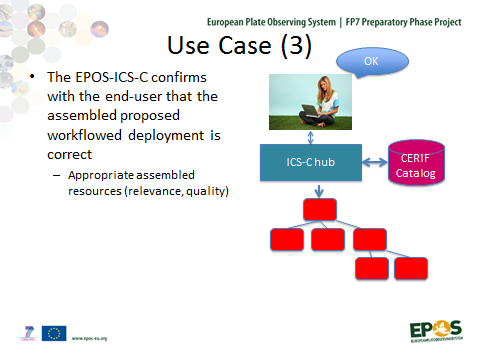 European Plate Observing System | FP7 Preparatory Phase Project
Use Case (3)
• The EPOS-ICS-C confirms
with the end-user that the
assembled proposed
workflowed deployment is
correct
– Appropriate assembled
resources (relevance, quality)
OK
ICS-C hub
CERIF
Catalog
www.epos-eu.org
EPOS
EUROPEANPLATEOBSERVINGSYSTEM